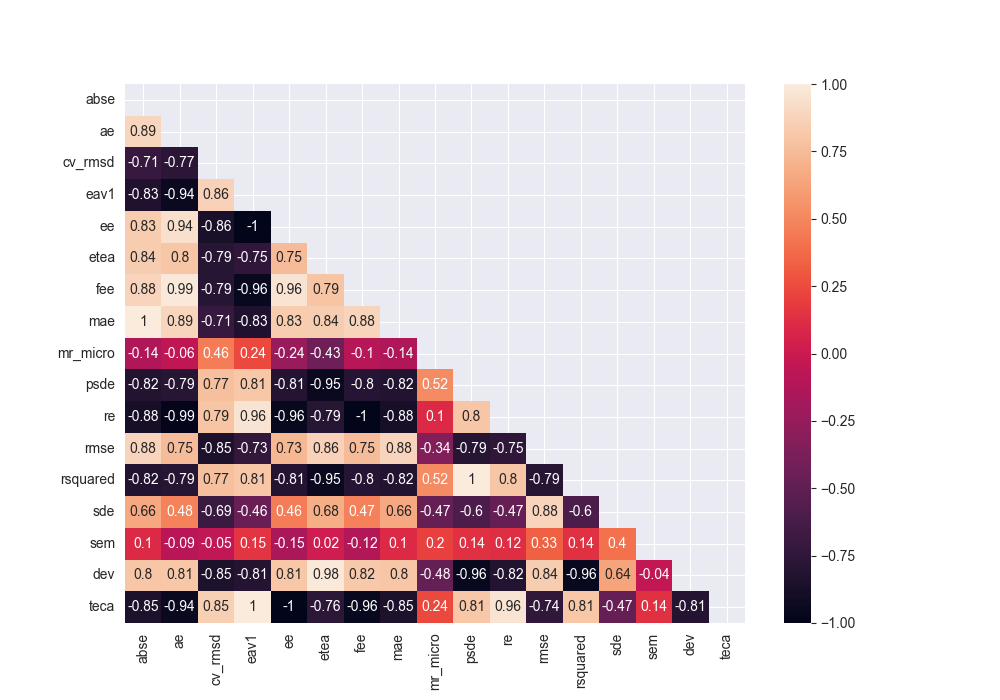 abse
ae 0.89
cv_rmsd -0.71 -0.77
eav1 -0.83 -0.94 0.86
ee 0.83 0.94 -0.86 -1
etea 0.84 0.8 -0.79 -0.75 0.75
fee 0.88 0.99 -0.79 -0.96 0.96 0.79
mae 1 0.89 -0.71 -0.83 0.83 0.84 0.88
mr_micro -0.14 -0.06 0.46 0.24 -0.24 -0.43 -0.1 -0.14
psde -0.82 -0.79 0.77 0.81 -0.81 -0.95 -0.8 -0.82 0.52
re -0.88 -0.99 0.79 0.96 -0.96 -0.79 -1 -0.88 0.1 0.8
rmse 0.88 0.75 -0.85 -0.73 0.73 0.86 0.75 0.88 -0.34 -0.79 -0.75
rsquared -0.82 -0.79 0.77 0.81 -0.81 -0.95 -0.8 -0.82 0.52 1 0.8 -0.79
sde 0.66 0.48 -0.69 -0.46 0.46 0.68 0.47 0.66 -0.47 -0.6 -0.47 0.88 -0.6
sem 0.1 -0.09 -0.05 0.15 -0.15 0.02 -0.12 0.1 0.2 0.14 0.12 0.33 0.14 0.4
dev 0.8 0.81 -0.85 -0.81 0.81 0.98 0.82 0.8 -0.48 -0.96 -0.82 0.84 -0.96 0.64 -0.04
teca -0.85 -0.94 0.85 1 -1 -0.76 -0.96 -0.85 0.24 0.81 0.96 -0.74 0.81 -0.47 0.14 -0.81
abse ae cv_rmsd eav1 ee etea fee mae mr_micro psde re rmse rsquared sde sem dev teca
1.00
0.75
0.50
0.25
0.00
−0.25
−0.50
−0.75
−1.00